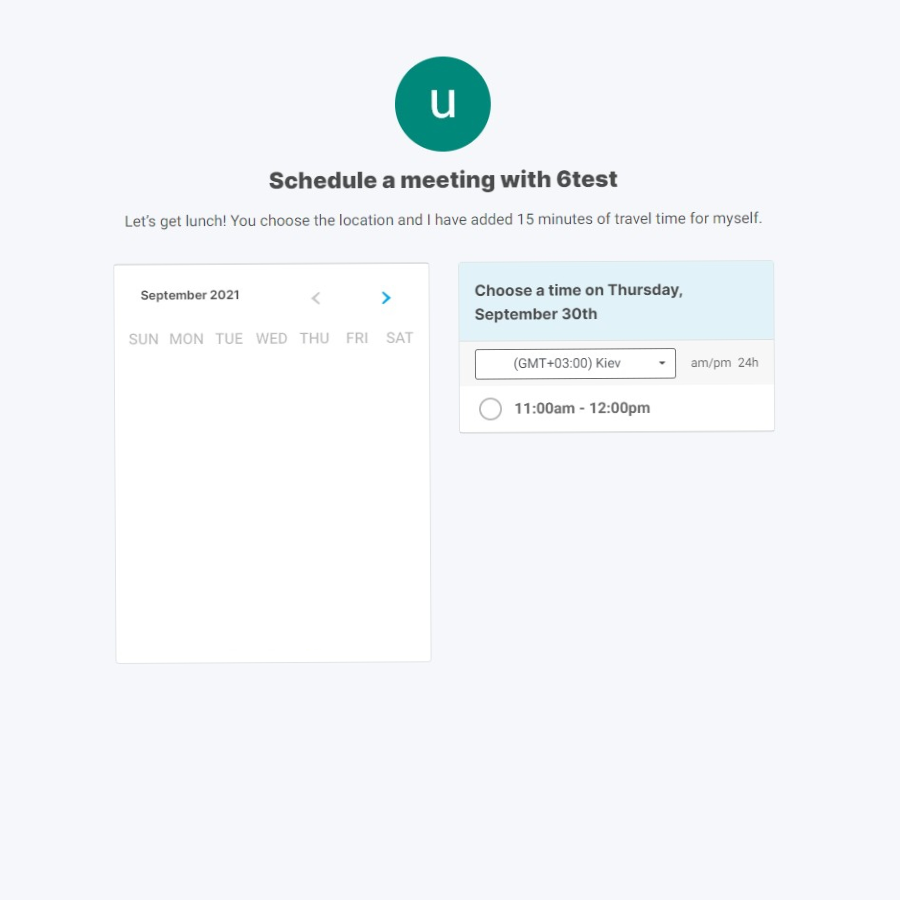 u
Schedule a meeting with 6test
Let's get lunch! You choose the location and I have added 15 minutes of travel time for myself.
September 2021
SUN MON TUE WED THU FRI SAT
Choose a time on Thursday,
September 30th
(GMT+03:00) Kiev
am/pm 24h
11:00am - 12:00pm